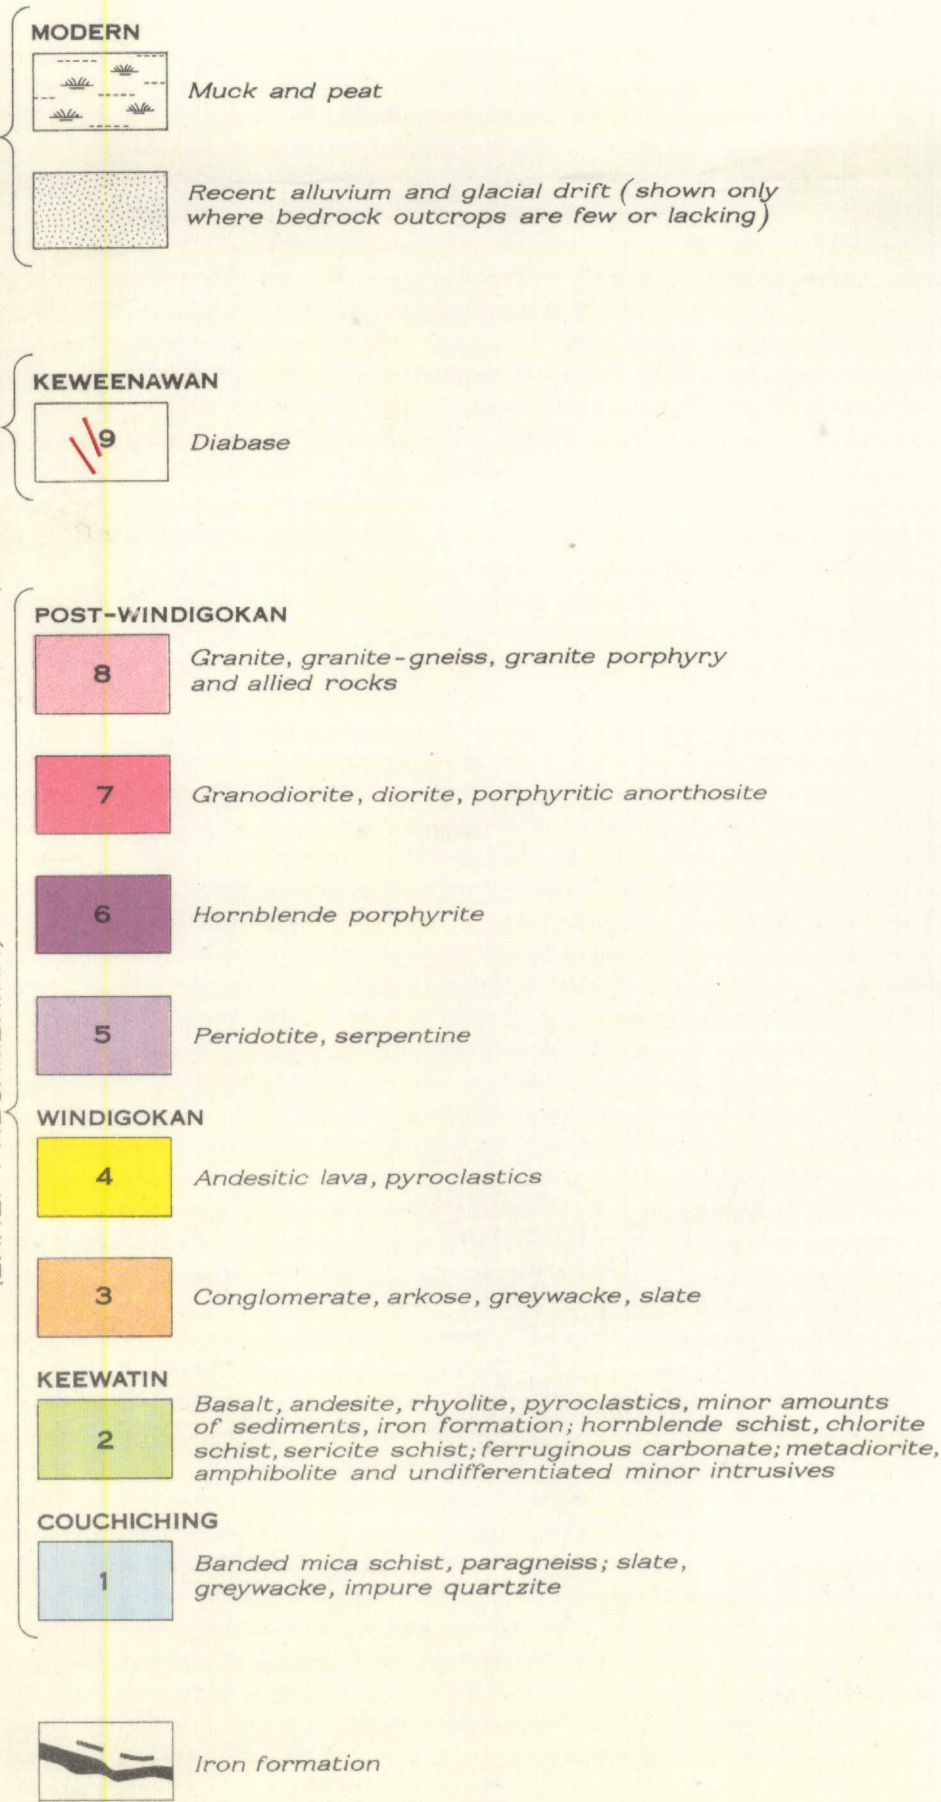 MODERN
Muck and peat
Recent alluvium and glacial drift (shown only
where bedrock outcrops are few or lacking)
KEWEENAWAN
9
Diabase
POST-WINDIGOKAN
8
Granite, granite-gneiss, granite porphyry
and allied rocks
7
Granodiorite, diorite, porphyritic anorthosite
6
Hornblende porphyrite
5
Peridotite, serpentine
WINDIGOKAN
4
Andesitic lava, pyroclastics
3
Conglomerate, arkose, greywacke, slate
KEEWATIN
2
Basalt, andesite, rhyolite, pyroclastics, minor amounts
of sediments, iron formation; hornblende schist, chlorite
schist, sericite schist; ferruginous carbonate; metadiorite,
amphibolite and undifferentiated minor intrusives
COUCHICHING
1
Banded mica schist, paragneiss; slate,
greywacke, impure quartzite
Iron formation